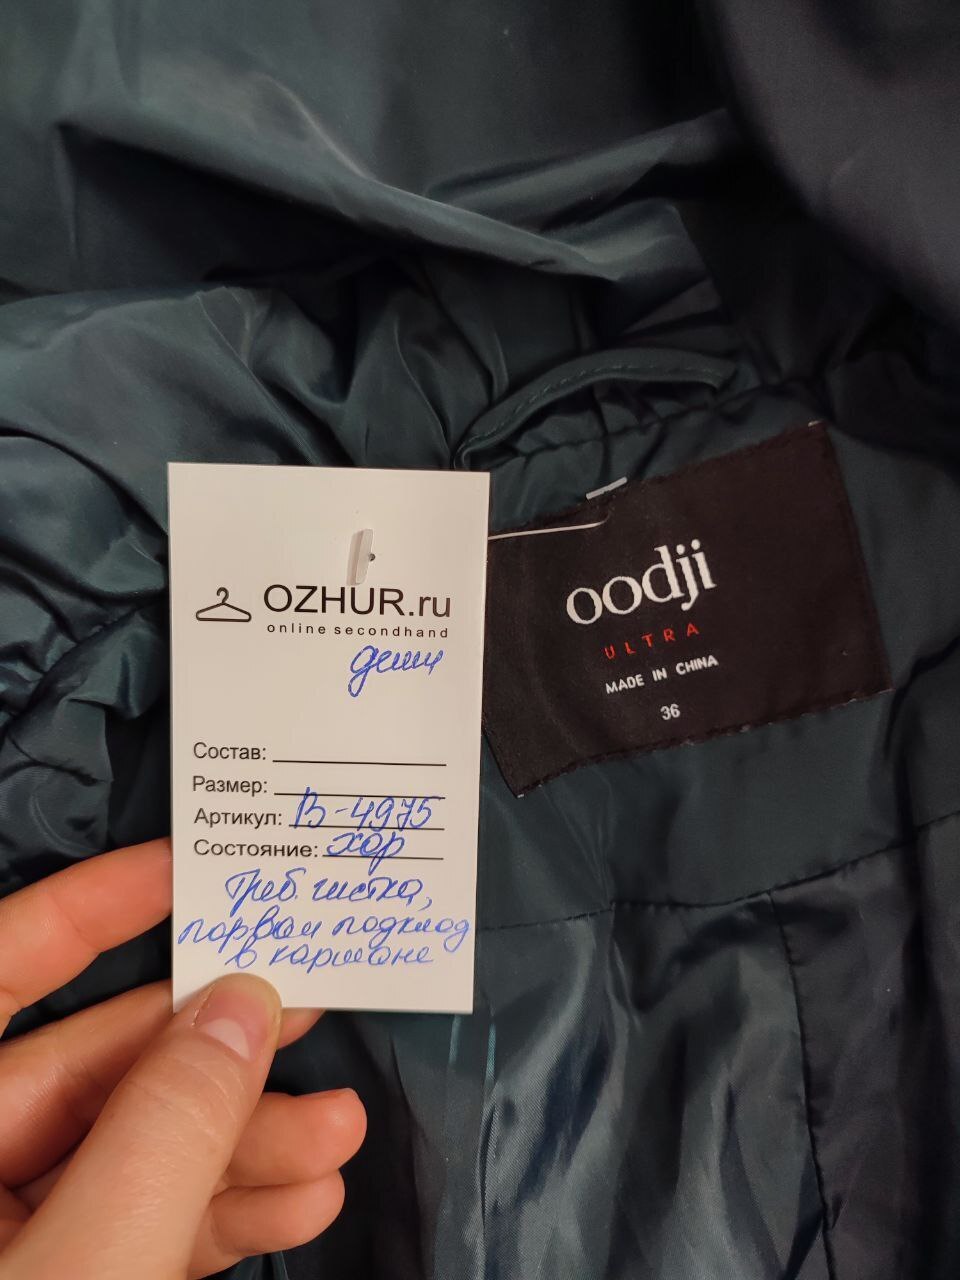 OZHUR.ru
online secondhand
деми
Состав:
Размер:
Артикул: В-4975
Состояние: хор
Треб. чистка,
порван подклад
в кармане
oodji
ULTRA
MADE IN CHINA
36